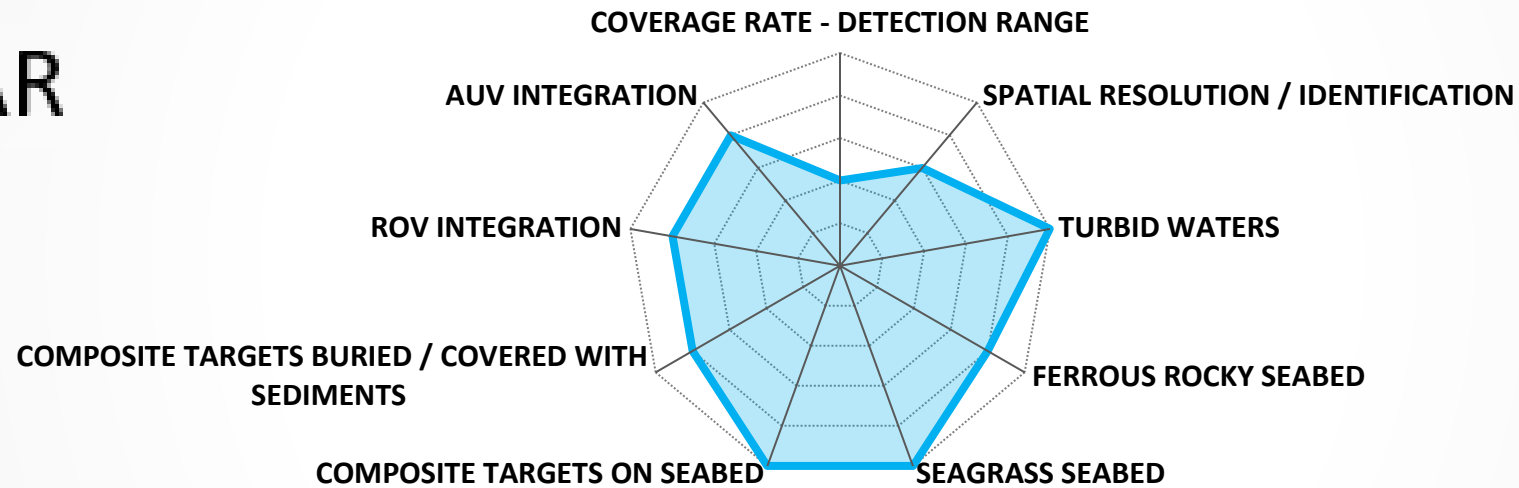 COVERAGE RATE - DETECTION RANGE
AR
AUV INTEGRATION
SPATIAL RESOLUTION / IDENTIFICATION
ROV INTEGRATION
TURBID WATERS
COMPOSITE TARGETS BURIED / COVERED WITH
SEDIMENTS
FERROUS ROCKY SEABED
COMPOSITE TARGETS ON SEABED
SEAGRASS SEABED